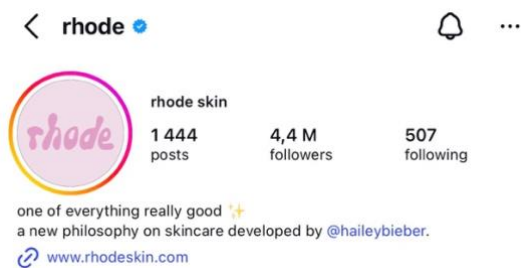 rhode
rhode
rhode skin
1 444 4,4 M 507
posts followers following
one of everything really good ✨
a new philosophy on skincare developed by @haileybieber.
www.rhodeskin.com